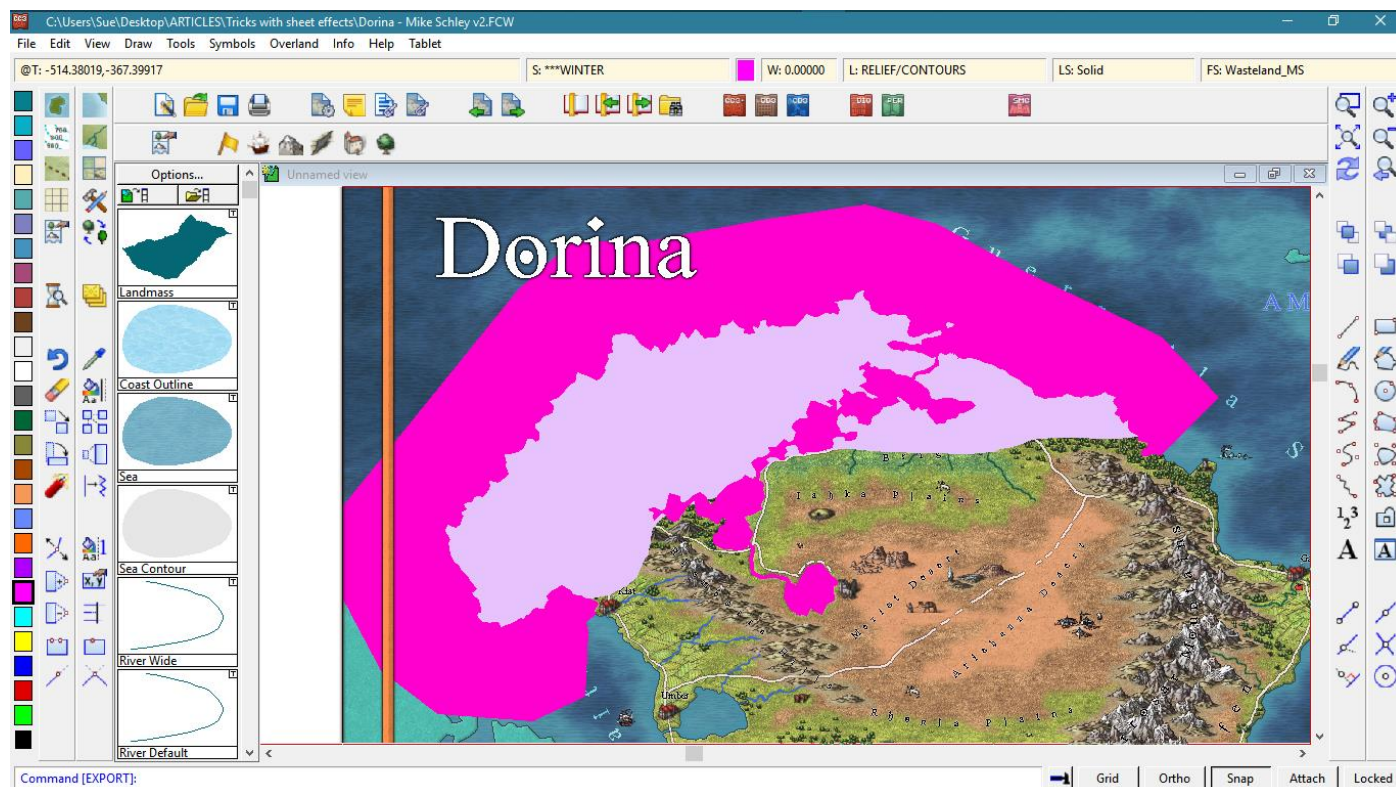 C:\Users\Sue\Desktop\ARTICLES\Tricks with sheet effects\Dorina - Mike Schley v2.FCW
File Edit View Draw Tools Symbols Overland Info Help Tablet
@T: -514.38019,-367.39917
S: ***WINTER
W: 0.00000
L: RELIEF/CONTOURS
LS: Solid
FS: Wasteland_MS
Options...
Unnamed view
Landmass
Coast Outline
Sea
Sea Contour
River Wide
River Default
Dorina
A M
Merlet Desert
Umber
Plains
Command [EXPORT]:
Grid Ortho Snap Attach Locked